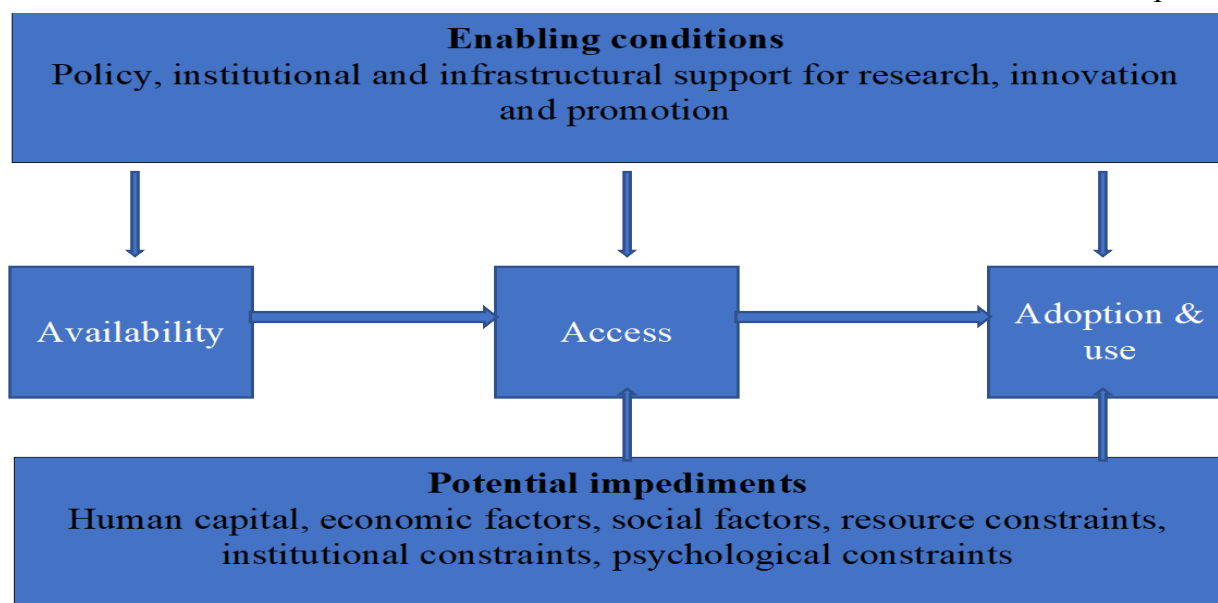 Enabling conditions
Policy, institutional and infrastructural support for research, innovation
and promotion
Availability
Access
Adoption &
use
Potential impediments
Human capital, economic factors, social factors, resource constraints,
institutional constraints, psychological constraints